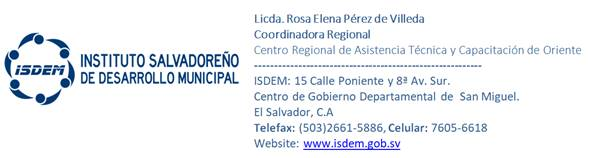 ISDEM
INSTITUTO SALVADOREÑO
DE DESARROLLO MUNICIPAL
Licda. Rosa Elena Pérez de Villeda
Coordinadora Regional
Centro Regional de Asistencia Técnica y Capacitación de Oriente
--------------------------------------------------------
ISDEM: 15 Calle Poniente y 8ª Av. Sur.
Centro de Gobierno Departamental de San Miguel.
El Salvador, C.A
Telefax: (503)2661-5886, Celular: 7605-6618
Website: www.isdem.gob.sv